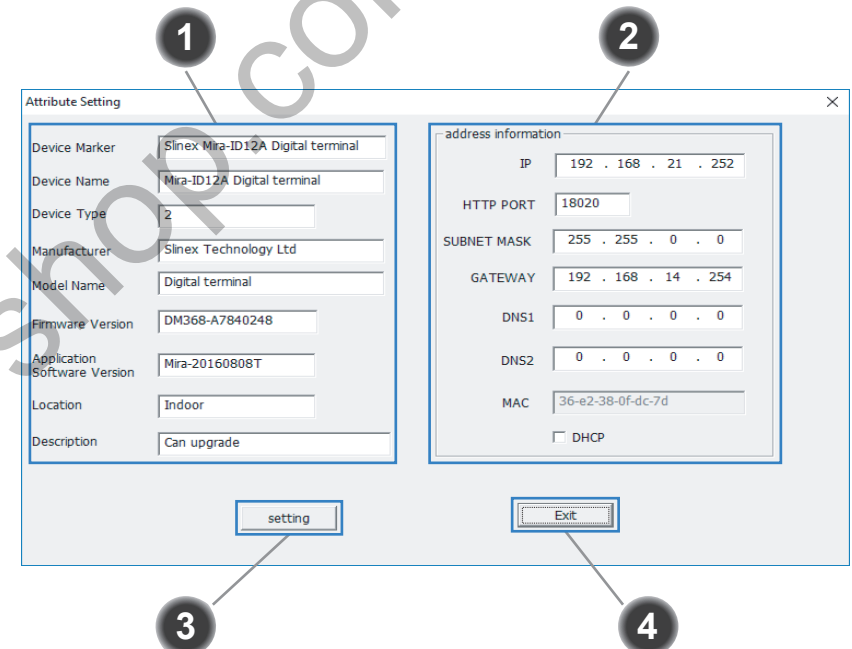 1
2
Attribute Setting
Device Marker Slinex Mira-ID12A Digital terminal
Device Name Mira-ID12A Digital terminal
Device Type 2
Manufacturer Slinex Technology Ltd
Model Name Digital terminal
Firmware Version DM368-A7840248
Application
Software Version Mira-20160808T
Location Indoor
Description Can upgrade
address information
IP 192 . 168 . 21 . 252
HTTP PORT 18020
SUBNET MASK 255 . 255 . 0 . 0
GATEWAY 192 . 168 . 14 . 254
DNS1 0 . 0 . 0 . 0
DNS2 0 . 0 . 0 . 0
MAC 36-e2-38-0f-dc-7d
DHCP
setting
Exit
3
4
shop.co